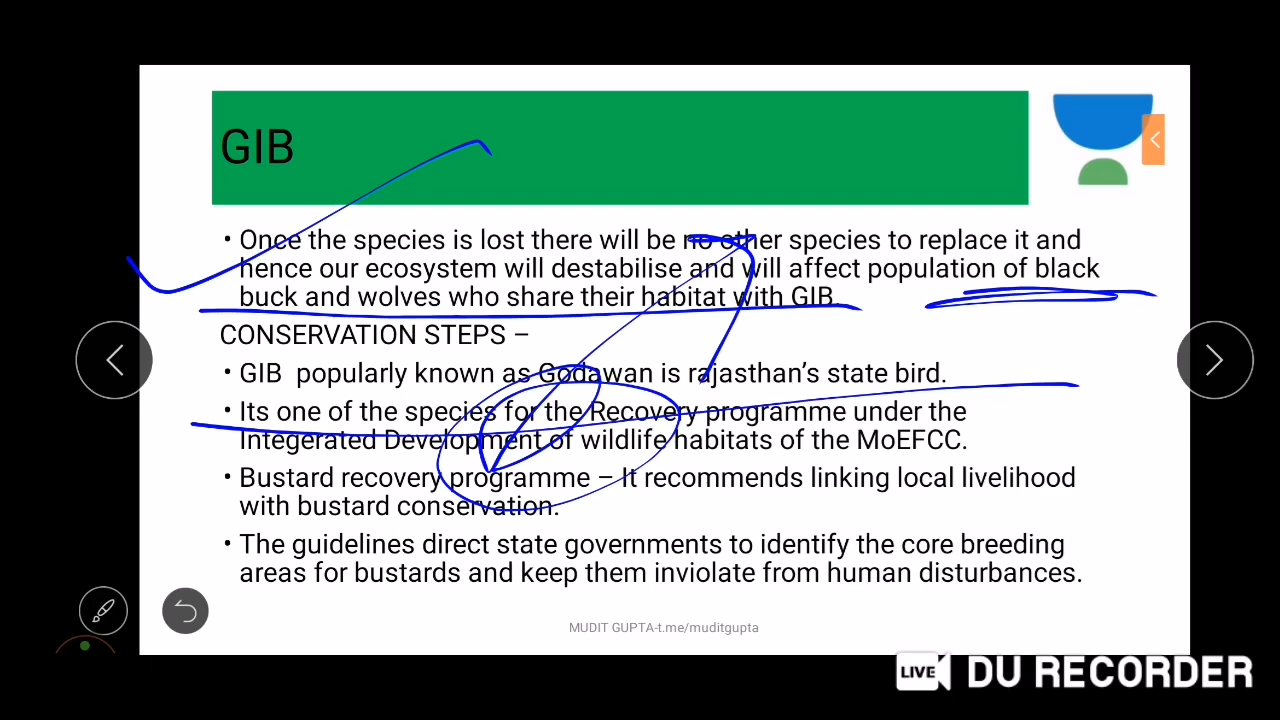 GIB
• Once the species is lost there will be no other species to replace it and
hence our ecosystem will destabilise and will affect population of black
buck and wolves who share their habitat with GIB.
CONSERVATION STEPS –
• GIB popularly known as Godawan is rajasthan's state bird.
• Its one of the species for the Recovery programme under the
Integerated Development of wildlife habitats of the MoEFCC.
• Bustard recovery programme – It recommends linking local livelihood
with bustard conservation.
• The guidelines direct state governments to identify the core breeding
areas for bustards and keep them inviolate from human disturbances.
MUDIT GUPTA-t.me/muditgupta
LIVE DU RECORDER